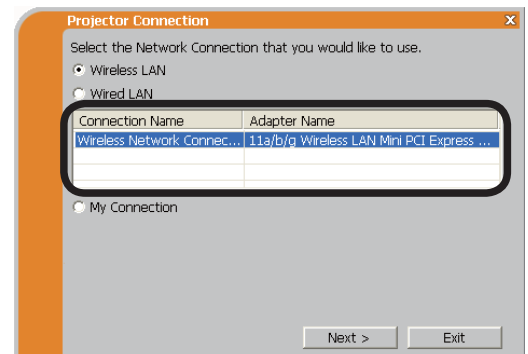 Projector Connection x
Select the Network Connection that you would like to use.
Wireless LAN
Wired LAN
Connection Name Adapter Name
Wireless Network Connec... 11a/b/g Wireless LAN Mini PCI Express ...
My Connection
Next > Exit